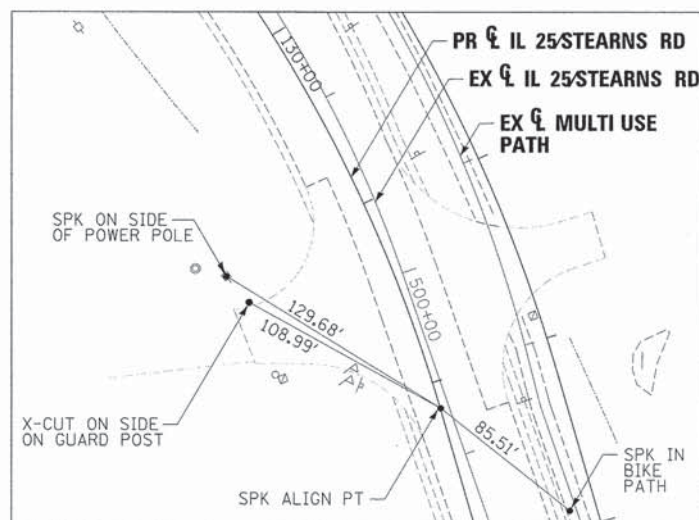 130+00
PR ℄ IL 25/STEARNS RD
EX ℄ IL 25/STEARNS RD
EX ℄ MULTI USE
PATH
SPK ON SIDE
OF POWER POLE
500+00
129.68'
108.99'
X-CUT ON SIDE
ON GUARD POST
85.51'
SPK ALIGN PT
SPK IN
BIKE
PATH